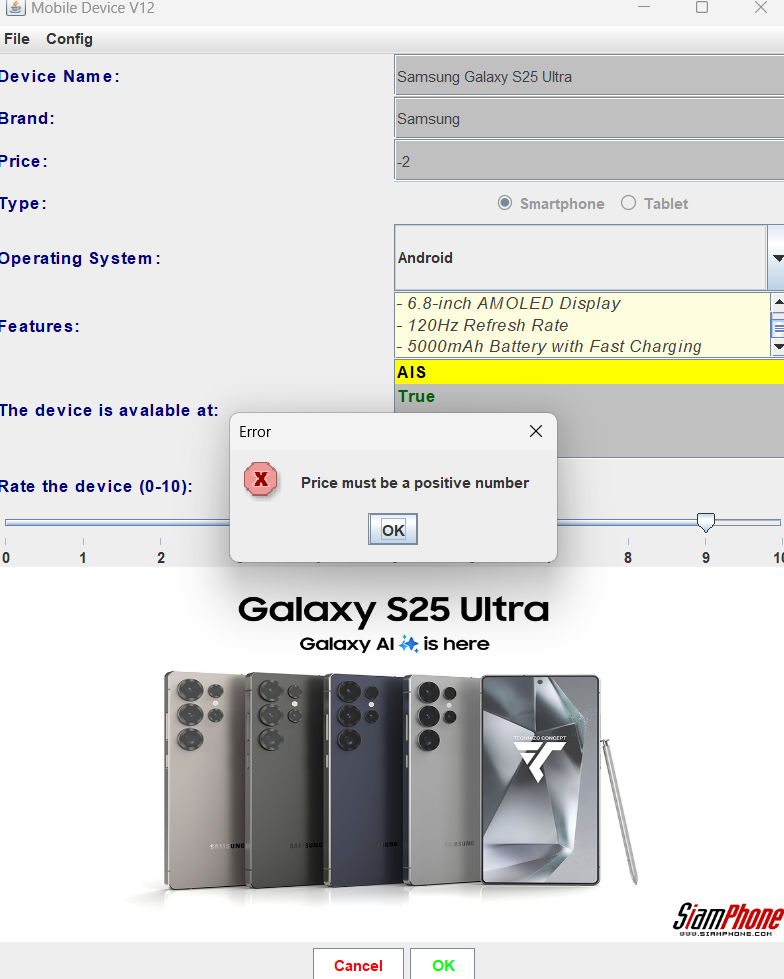 Mobile Device V12
File Config
Device Name:
Samsung Galaxy S25 Ultra
Brand:
Samsung
Price:
-2
Type:
Smartphone Tablet
Operating System:
Android
Features:
- 6.8-inch AMOLED Display
- 120Hz Refresh Rate
- 5000mAh Battery with Fast Charging
The device is avalable at:
AIS
True
Error
Price must be a positive number
OK
Rate the device (0-10):
0 1 2 8 9 10
Galaxy S25 Ultra
Galaxy AI is here
SAMSUNG
TECHNIZO CONCEPT
SiamPhone
WWW.SIAMPHONE.COM
Cancel OK